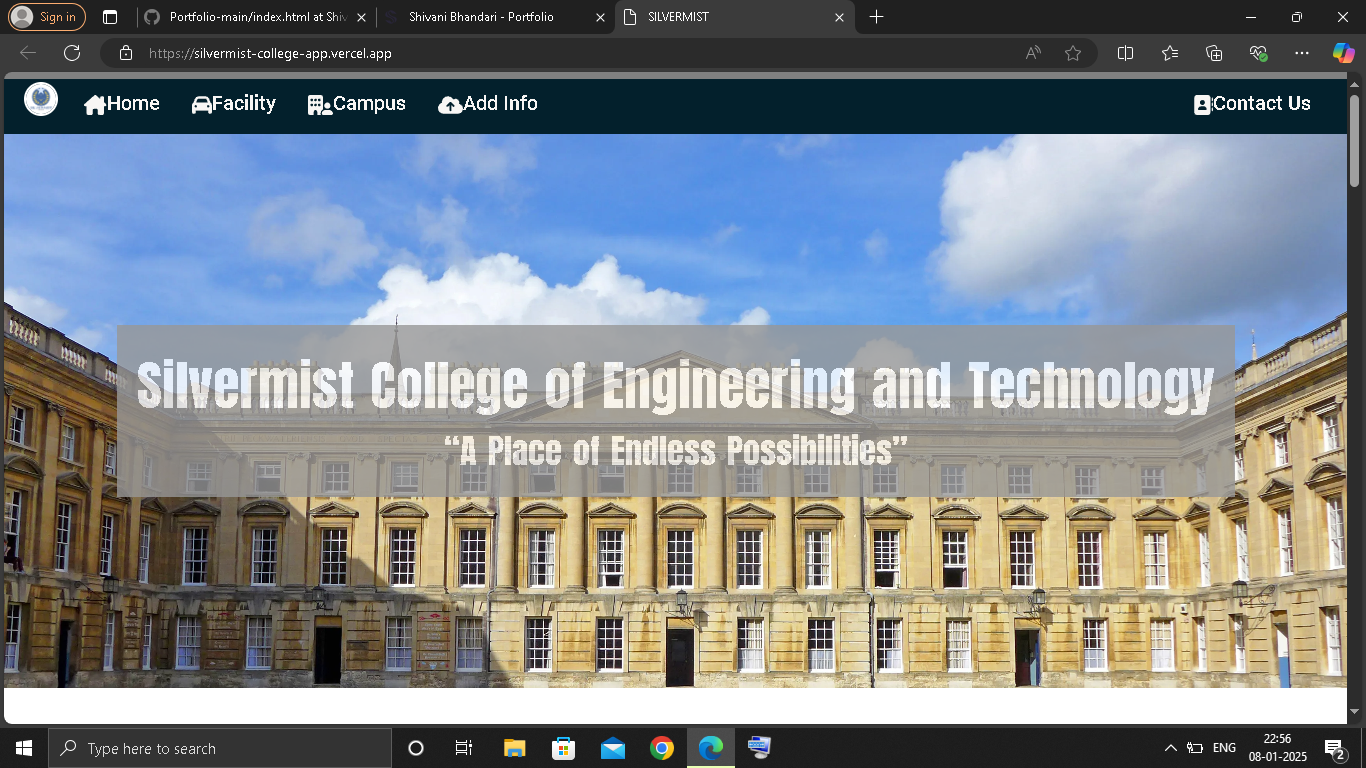 Sign in
Portfolio-main/index.html at Shiv
Shivani Bhandari - Portfolio
SILVERMIST
https://silvermist-college-app.vercel.app
Home
Facility
Campus
Add Info
Contact Us
Silvermist College of Engineering and Technology
“A Place of Endless Possibilities”
Type here to search
ENG
22:56
08-01-2025
2